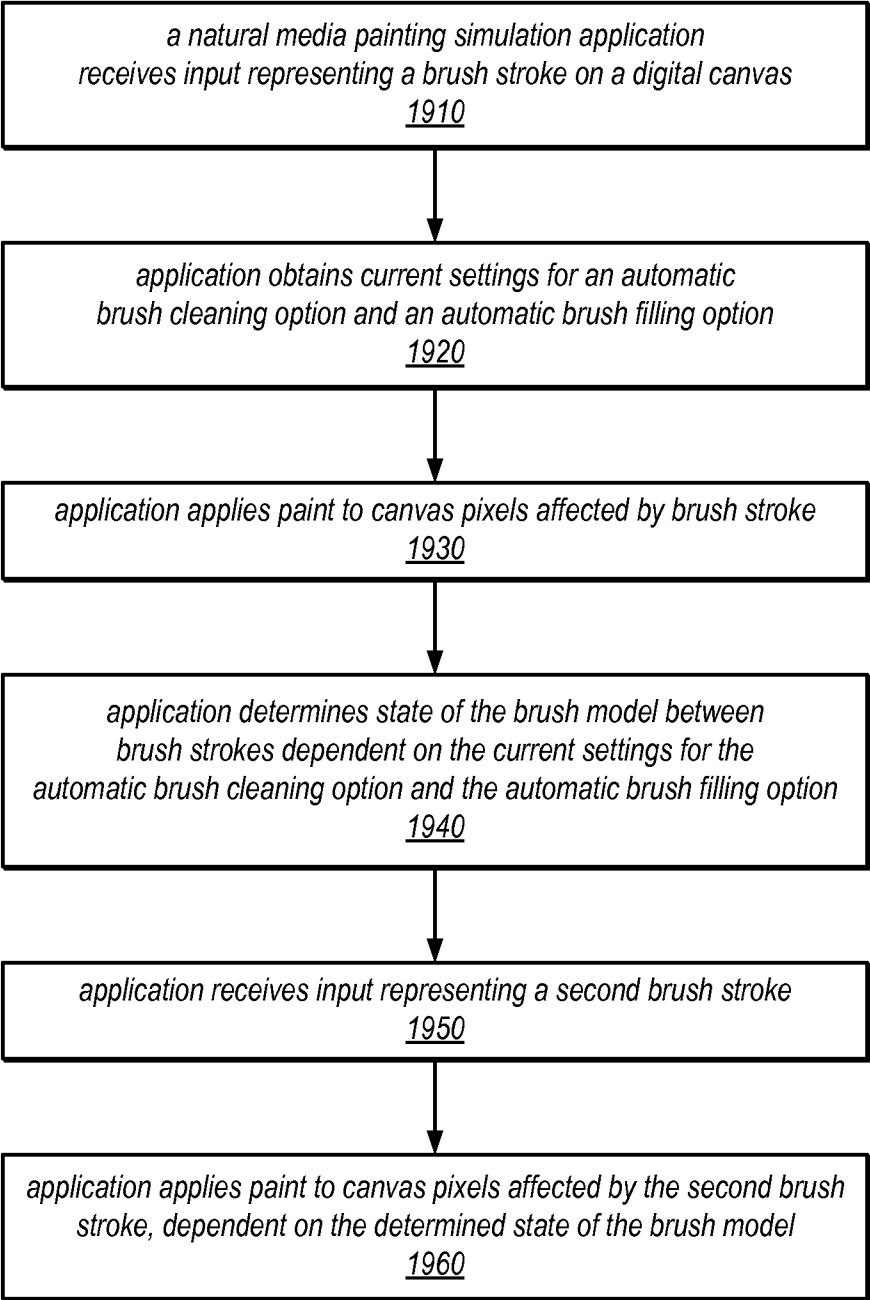 a natural media painting simulation application
receives input representing a brush stroke on a digital canvas
1910
application obtains current settings for an automatic
brush cleaning option and an automatic brush filling option
1920
application applies paint to canvas pixels affected by brush stroke
1930
application determines state of the brush model between
brush strokes dependent on the current settings for the
automatic brush cleaning option and the automatic brush filling option
1940
application receives input representing a second brush stroke
1950
application applies paint to canvas pixels affected by the second brush
stroke, dependent on the determined state of the brush model
1960